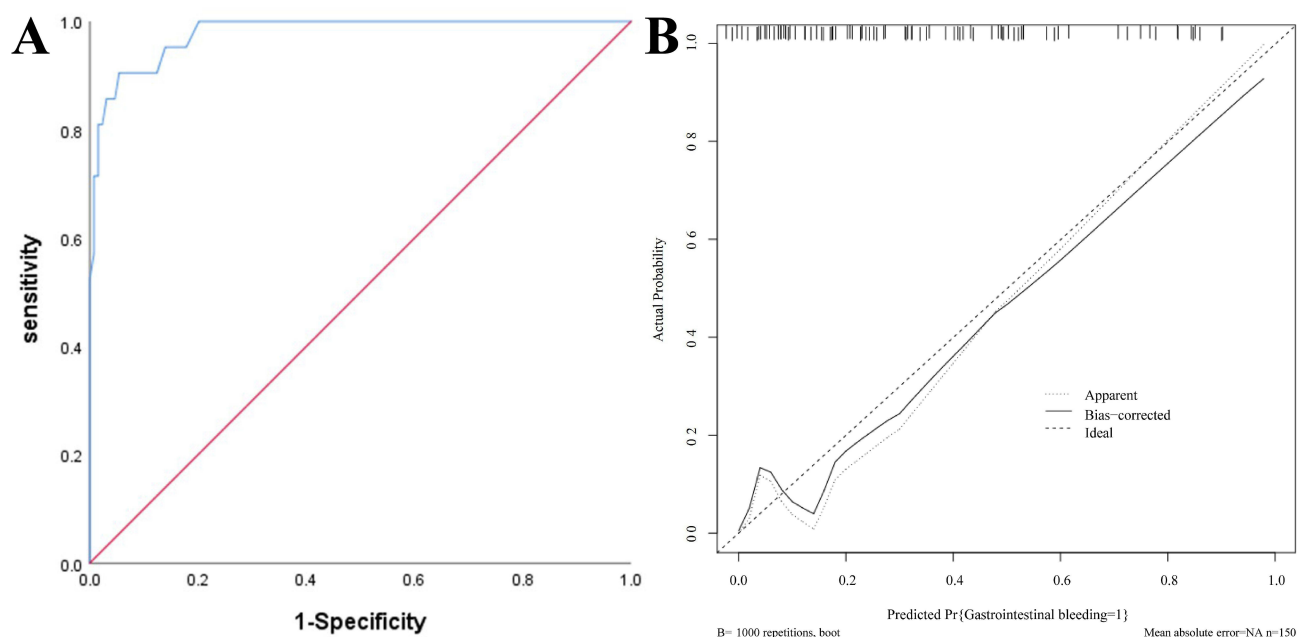 A
1.0
0.8
0.6
0.4
0.2
0.0
sensitivity
0.0 0.2 0.4 0.6 0.8 1.0
1-Specificity
B
1.0
0.8
0.6
0.4
0.2
0.0
Actual Probability
Apparent
Bias-corrected
Ideal
0.0 0.2 0.4 0.6 0.8 1.0
Predicted Pr{Gastrointestinal bleeding=1}
B= 1000 repetitions, boot
Mean absolute error=NA n=150